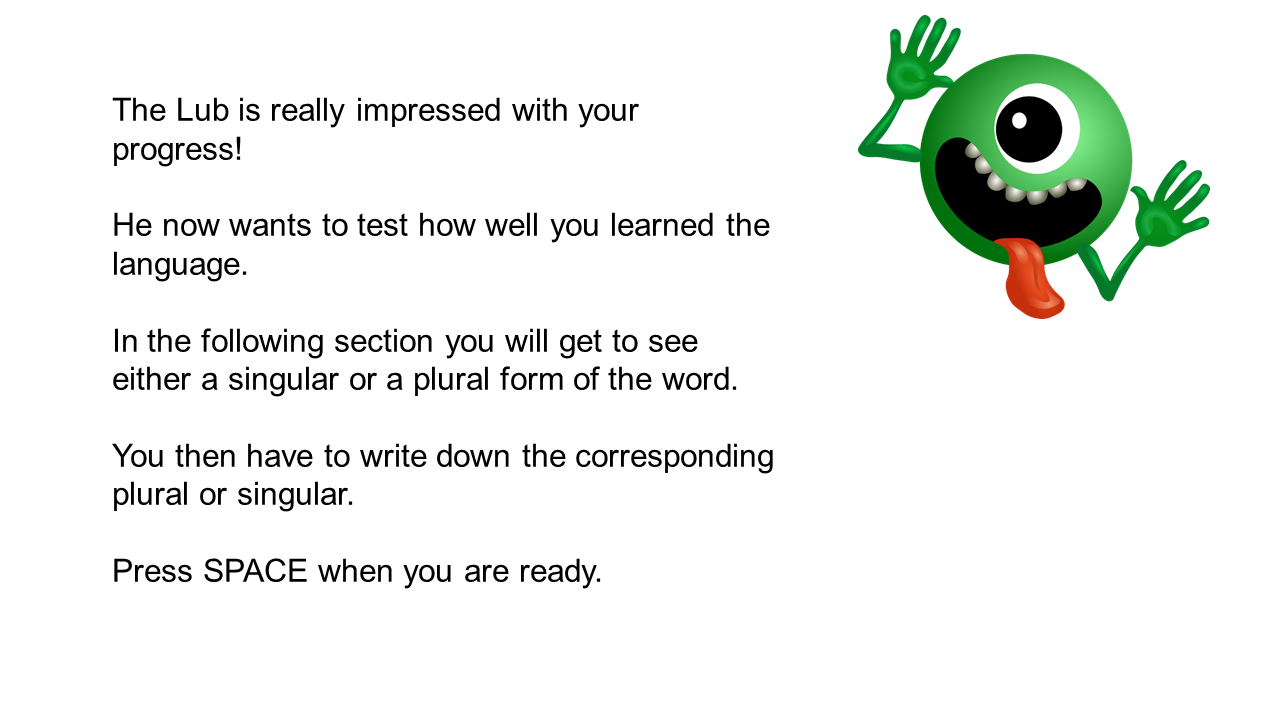 The Lub is really impressed with your
progress!
He now wants to test how well you learned the
language.
In the following section you will get to see
either a singular or a plural form of the word.
You then have to write down the corresponding
plural or singular.
Press SPACE when you are ready.